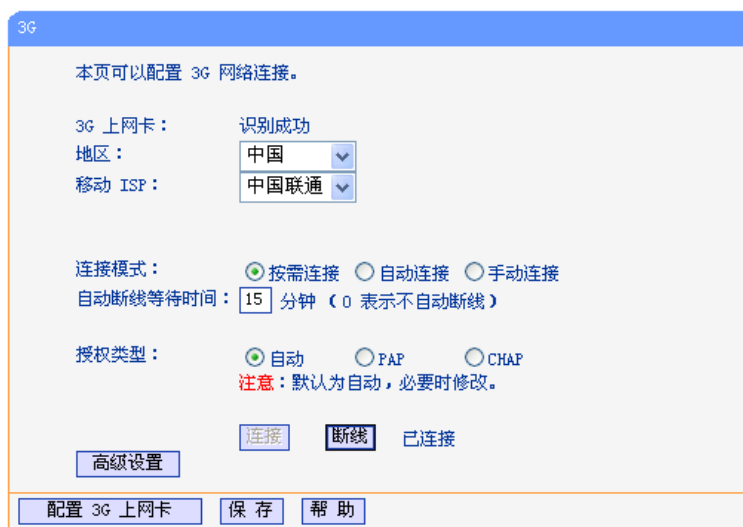 3G
本页可以配置 3G 网络连接。
3G 上网卡： 识别成功
地区： 中国
移动 ISP： 中国联通
连接模式： 按需连接 自动连接 手动连接
自动断线等待时间： 15 分钟 （0 表示不自动断线）
授权类型： 自动 PAP CHAP
注意：默认为自动，必要时修改。
连接 断线 已连接
高级设置
配置 3G 上网卡 保 存 帮 助